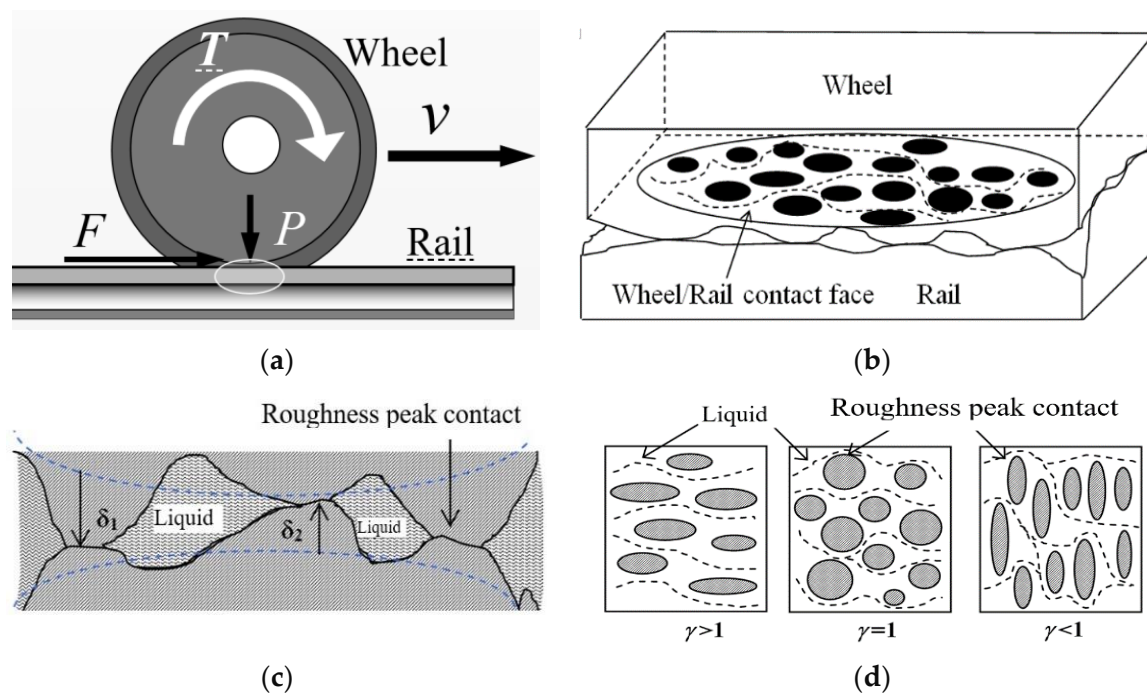 T
Wheel
v
F
P
Rail
(a)
Wheel
Wheel/Rail contact face
Rail
(b)
Roughness peak contact
δ1
Liquid
δ2
Liquid
(c)
Liquid
Roughness peak contact
γ>1
γ=1
γ<1
(d)